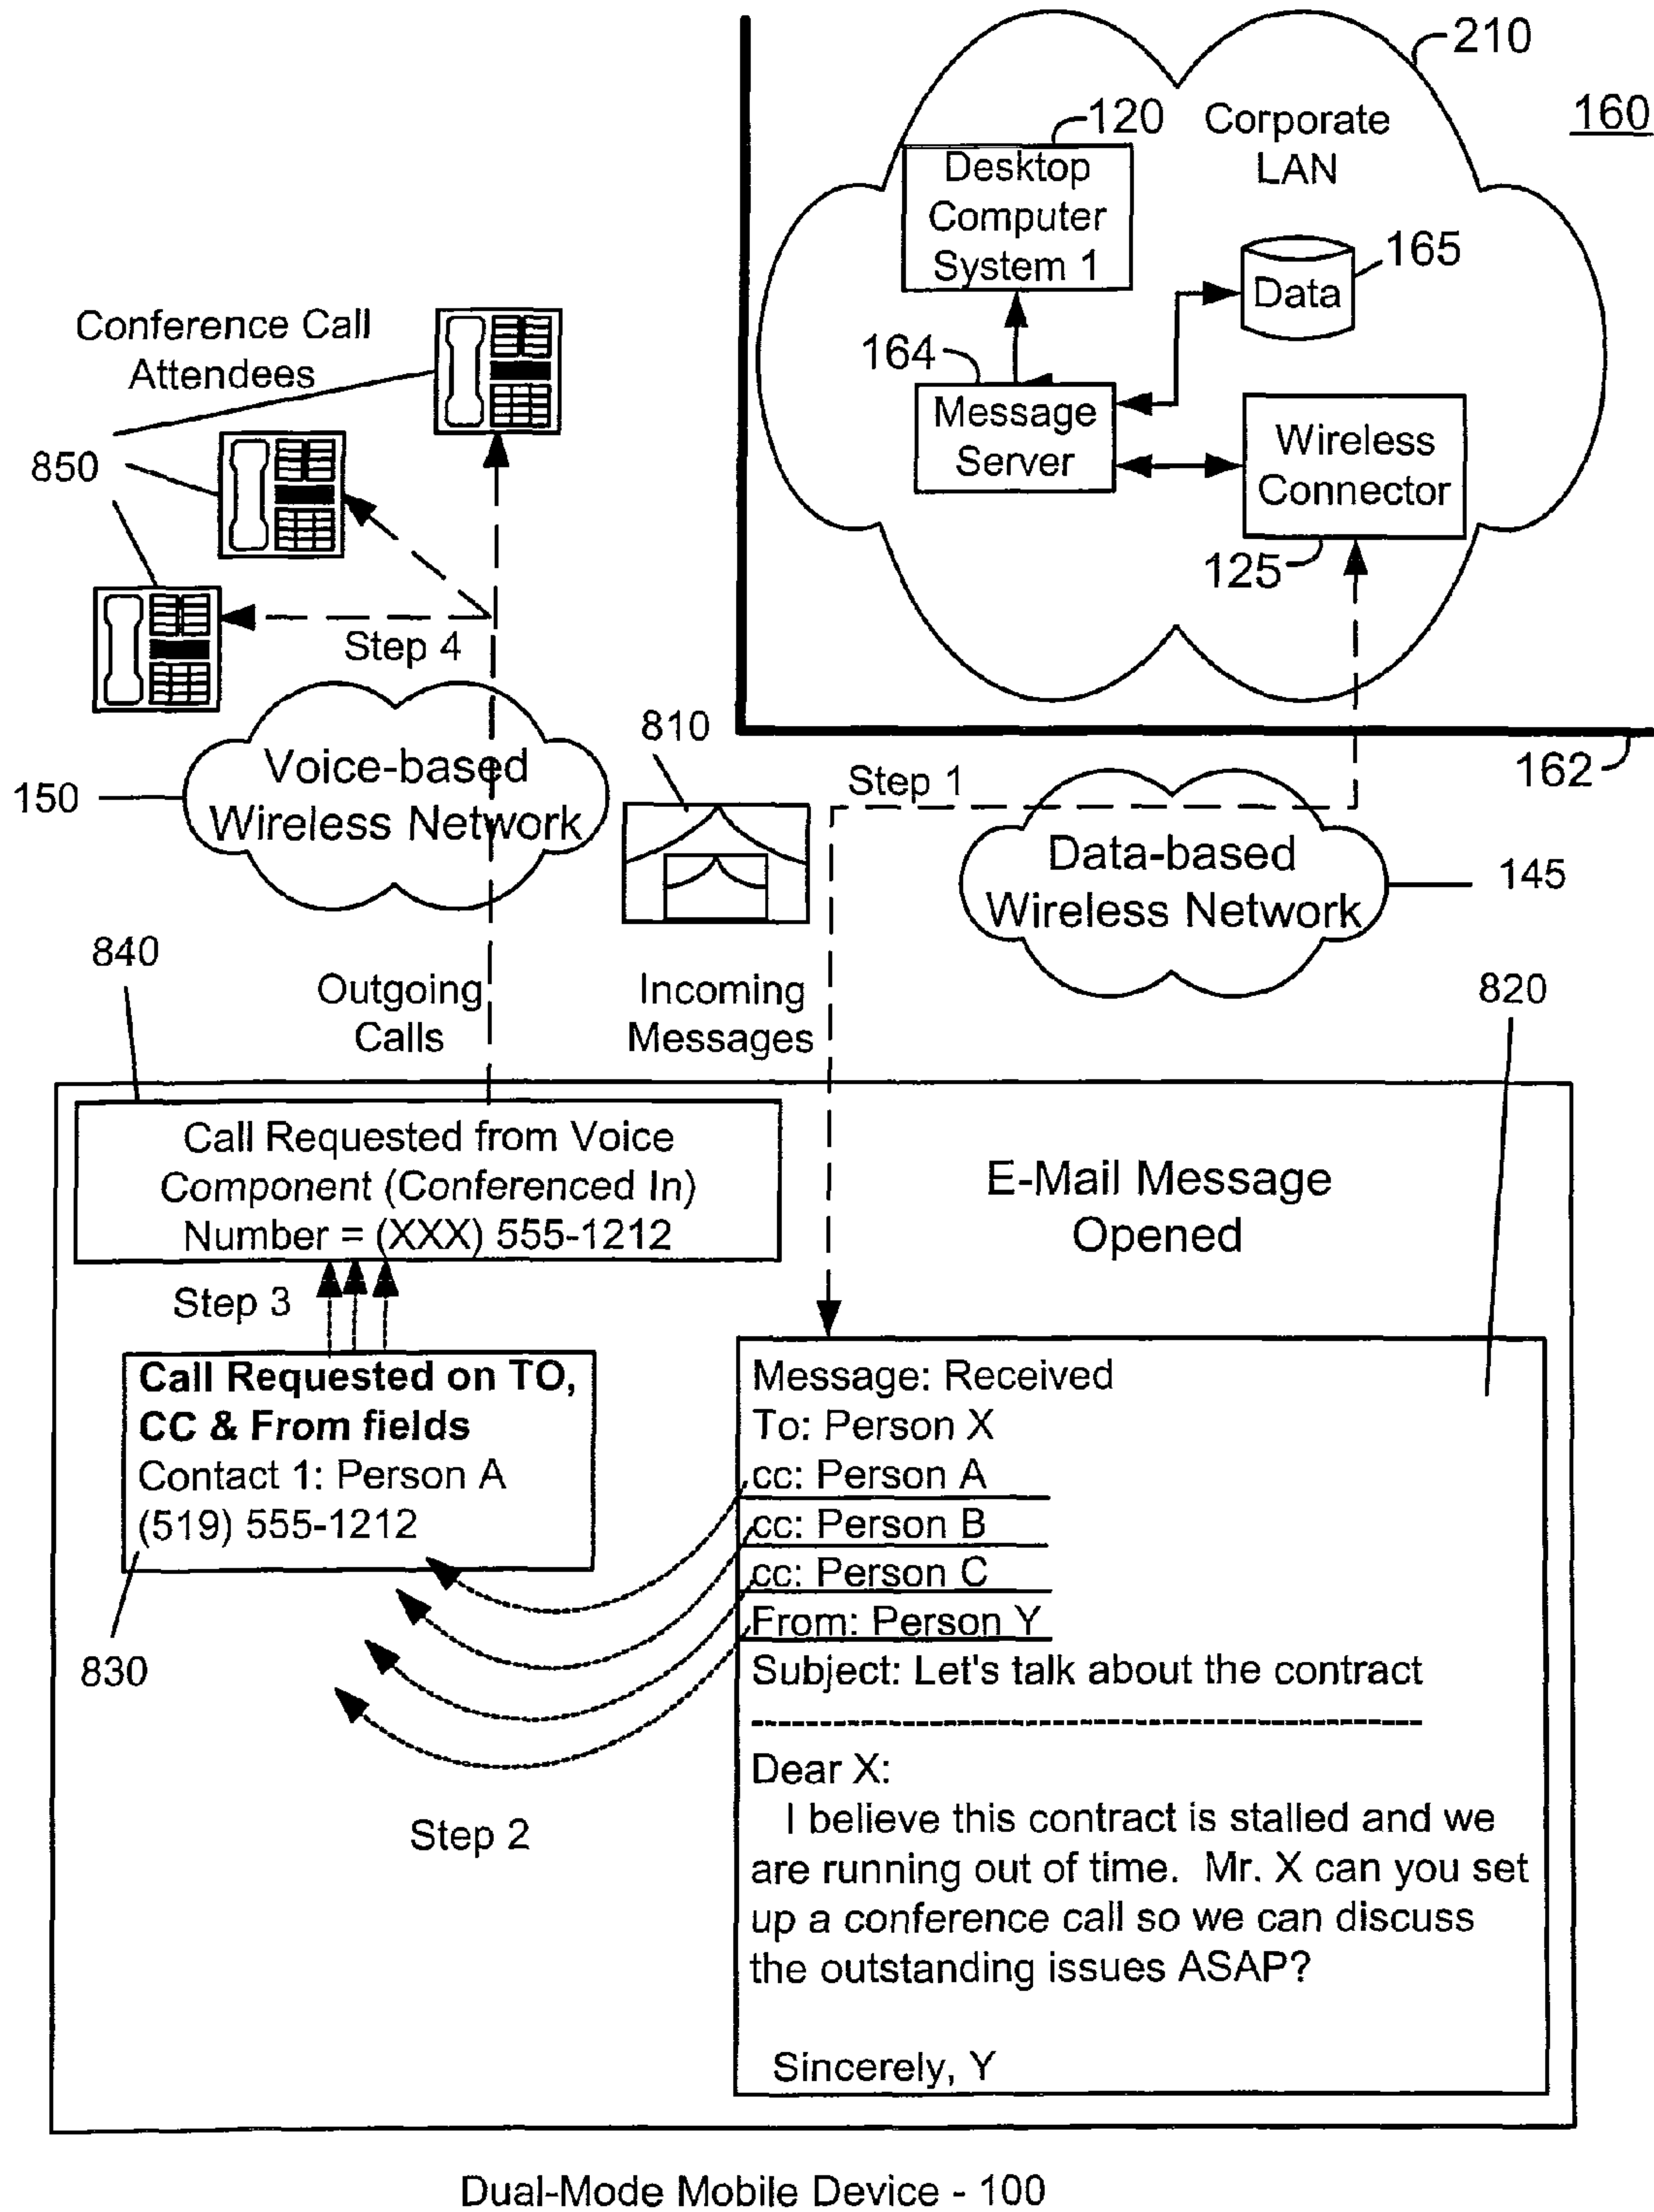 210
160
120
Corporate
LAN
Desktop
Computer
System 1
165
Data
Conference Call
Attendees
164
Message
Server
Wireless
Connector
850
125
Step 4
810
162
Voice-based
Wireless Network
150
Step 1
Data-based
Wireless Network
145
840
Outgoing
Calls
Incoming
Messages
820
Call Requested from Voice
Component (Conferenced In)
Number = (XXX) 555-1212
E-Mail Message
Opened
Step 3
Call Requested on TO,
CC & From fields
Contact 1: Person A
(519) 555-1212
830
Message: Received
To: Person X
cc: Person A
cc: Person B
cc: Person C
From: Person Y
Subject: Let's talk about the contract
Step 2
Dear X:
I believe this contract is stalled and we
are running out of time. Mr. X can you set
up a conference call so we can discuss
the outstanding issues ASAP?
Sincerely, Y
Dual-Mode Mobile Device - 100